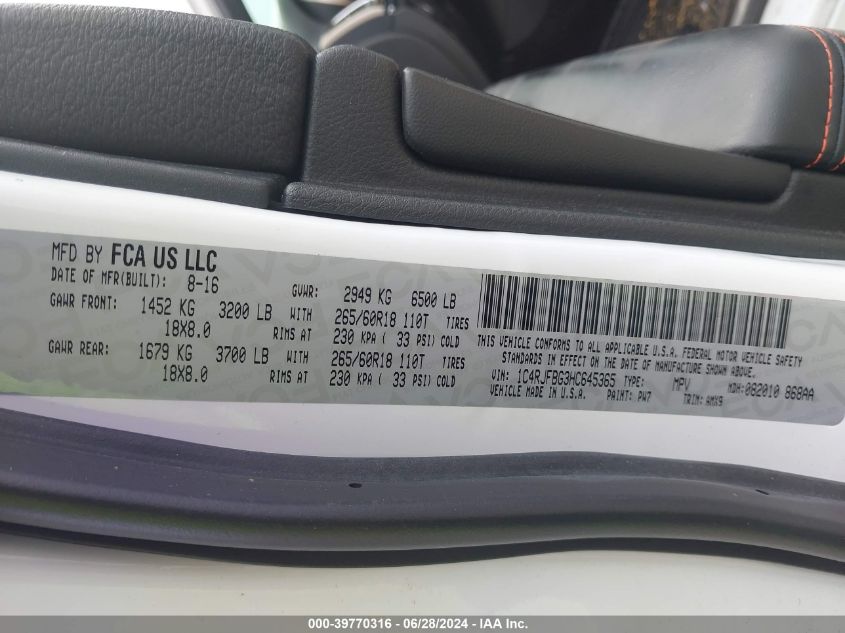 MFD BY FCA US LLC
DATE OF MFR(BUILT): 8-16 GVWR: 2949 KG 6500 LB
GAWR FRONT: 1452 KG 3200 LB WITH 265/60R18 110T TIRES
18X8.0 RIMS AT 230 KPA ( 33 PSI) COLD
GAWR REAR: 1679 KG 3700 LB WITH 265/60R18 110T TIRES
18X8.0 RIMS AT 230 KPA ( 33 PSI) COLD
THIS VEHICLE CONFORMS TO ALL APPLICABLE U.S.A. FEDERAL MOTOR VEHICLE SAFETY
STANDARDS IN EFFECT ON THE DATE OF MANUFACTURE SHOWN ABOVE.
VIN: 1C4RJFBG3HC645365 TYPE: MPV MDH:082010 868AA
VEHICLE MADE IN U.S.A. PAINT: PW7 TRIM: AMX9
000-39770316 - 06/28/2024 - IAA Inc.